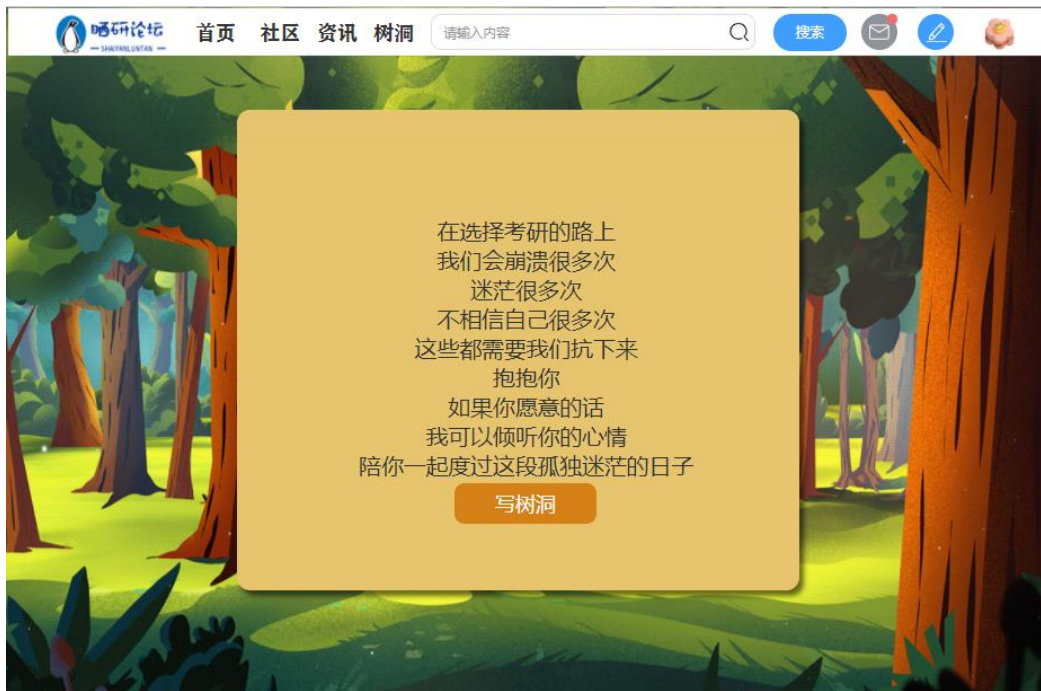 晒研论坛
SHAIYANLUNTAN
首页 社区 资讯 树洞 请输入内容 搜索
在选择考研的路上
我们会崩溃很多次
迷茫很多次
不相信自己很多次
这些都需要我们抗下来
抱抱你
如果你愿意的话
我可以倾听你的心情
陪你一起度过这段孤独迷茫的日子
写树洞